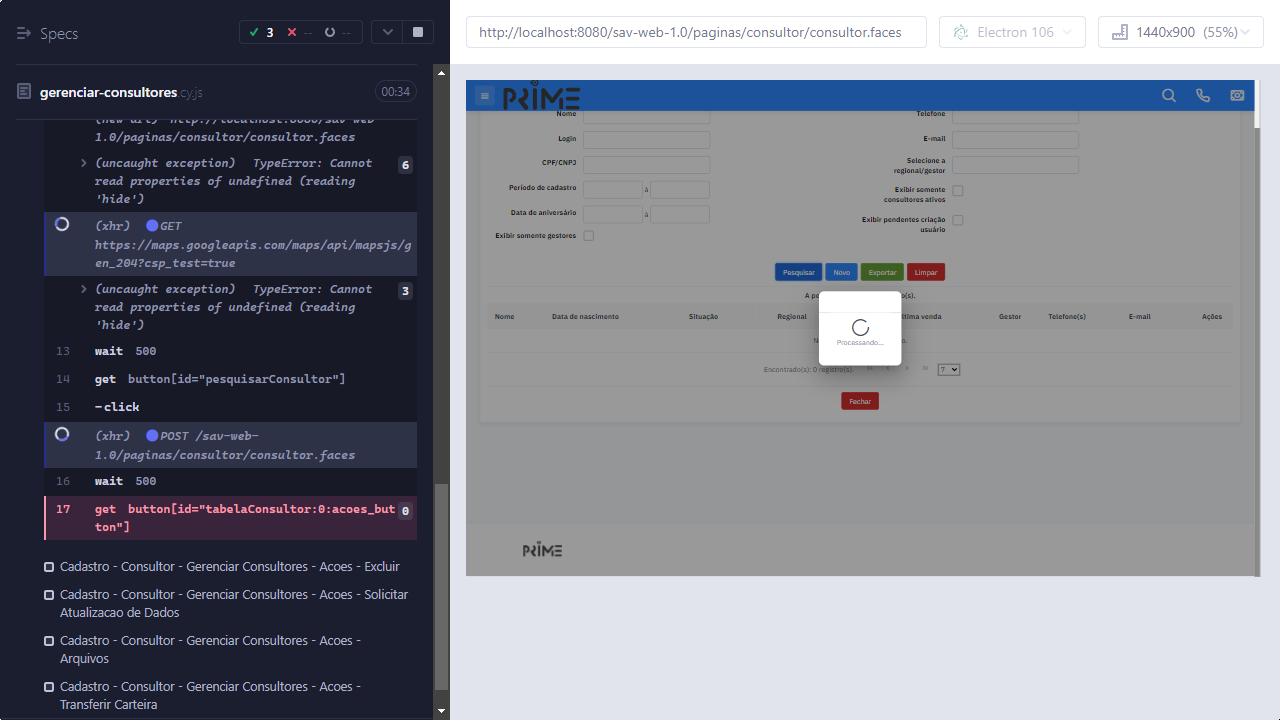 Specs
3
--
--
http://localhost:8080/sav-web-1.0/paginas/consultor/consultor.faces
Electron 106
1440x900 (55%)
gerenciar-consultores.cy.js
00:34
(new url) http://localhost:8080/sav-web-
1.0/paginas/consultor/consultor.faces
(uncaught exception) TypeError: Cannot
read properties of undefined (reading
'hide')
6
(xhr) GET
https://maps.googleapis.com/maps/api/mapsjs/g
en_204?csp_test=true
(uncaught exception) TypeError: Cannot
read properties of undefined (reading
'hide')
3
13 wait 500
14 get button[id="pesquisarConsultor"]
15 -click
(xhr) POST /sav-web-
1.0/paginas/consultor/consultor.faces
16 wait 500
17 get button[id="tabelaConsultor:0:acoes_but
ton"]
0
Cadastro - Consultor - Gerenciar Consultores - Acoes - Excluir
Cadastro - Consultor - Gerenciar Consultores - Acoes - Solicitar
Atualizacao de Dados
Cadastro - Consultor - Gerenciar Consultores - Acoes -
Arquivos
Cadastro - Consultor - Gerenciar Consultores - Acoes -
Transferir Carteira
PRIME
Nome
Telefone
Login
E-mail
CPF/CNPJ
Selecione a
regional/gestor
Período de cadastro
à
Exibir somente
consultores ativos
Data de aniversário
à
Exibir pendentes criação
usuário
Exibir somente gestores
Pesquisar
Novo
Exportar
Limpar
A pe
o(s).
Nome
Data de nascimento
Situação
Regional
ltima venda
Gestor
Telefone(s)
E-mail
Ações
N
o.
Processando...
Encontrado(s): 0 registro(s).
7
Fechar
PRIME